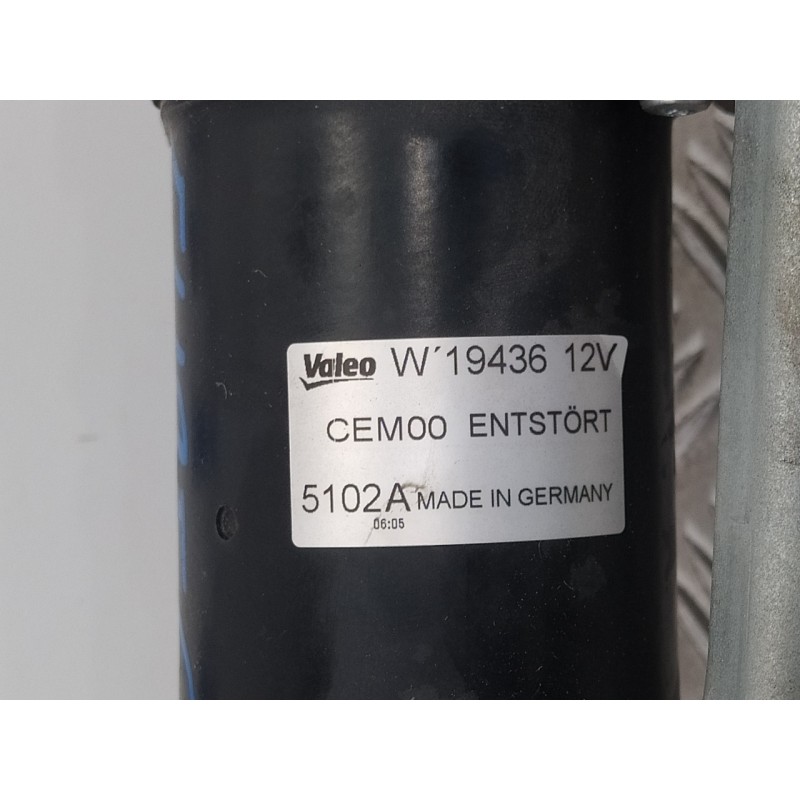 Valeo W´19436 12V
CEM00 ENTSTÖRT
5102A MADE IN GERMANY
06:05